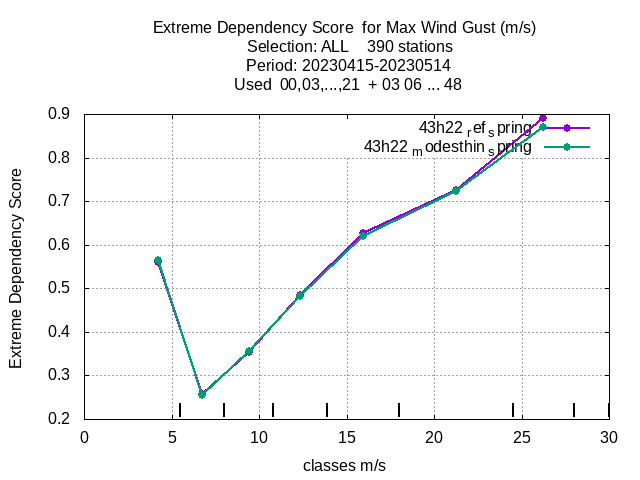 Extreme Dependency Score  for Max Wind Gust (m/s)
Selection: ALL    390 stations
Period: 20230415-20230514
Used  00,03,...,21  + 03 06 ... 48
43h22 ref spring
43h22 modesthin spring
Extreme Dependency Score
0.9
0.8
0.7
0.6
0.5
0.4
0.3
0.2
0 5 10 15 20 25 30
classes m/s